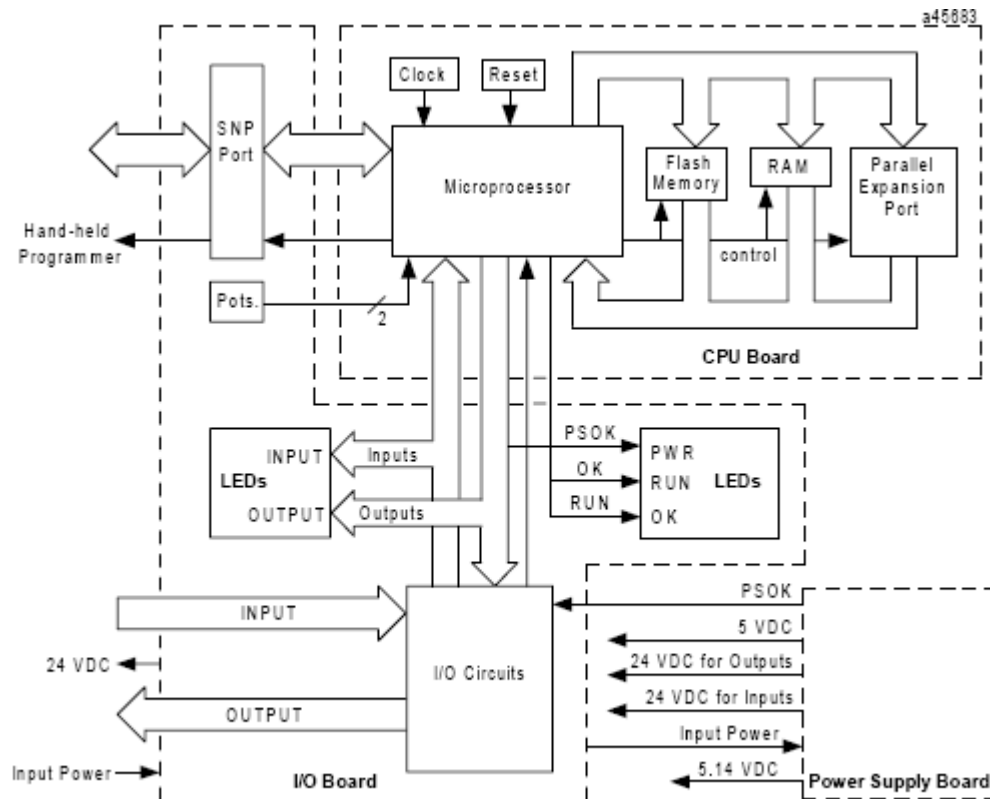 a45683
Clock
Reset
SNP
Port
Microprocessor
Flash
Memory
RAM
Parallel
Expansion
Port
Hand-held
Programmer
control
Pots.
2
CPU Board
INPUT
LEDs
OUTPUT
Inputs
Outputs
PSOK
OK
RUN
PWR
RUN
OK
LEDs
INPUT
24 VDC
OUTPUT
Input Power
I/O Circuits
I/O Board
PSOK
5 VDC
24 VDC for Outputs
24 VDC for Inputs
Input Power
5.14 VDC
Power Supply Board